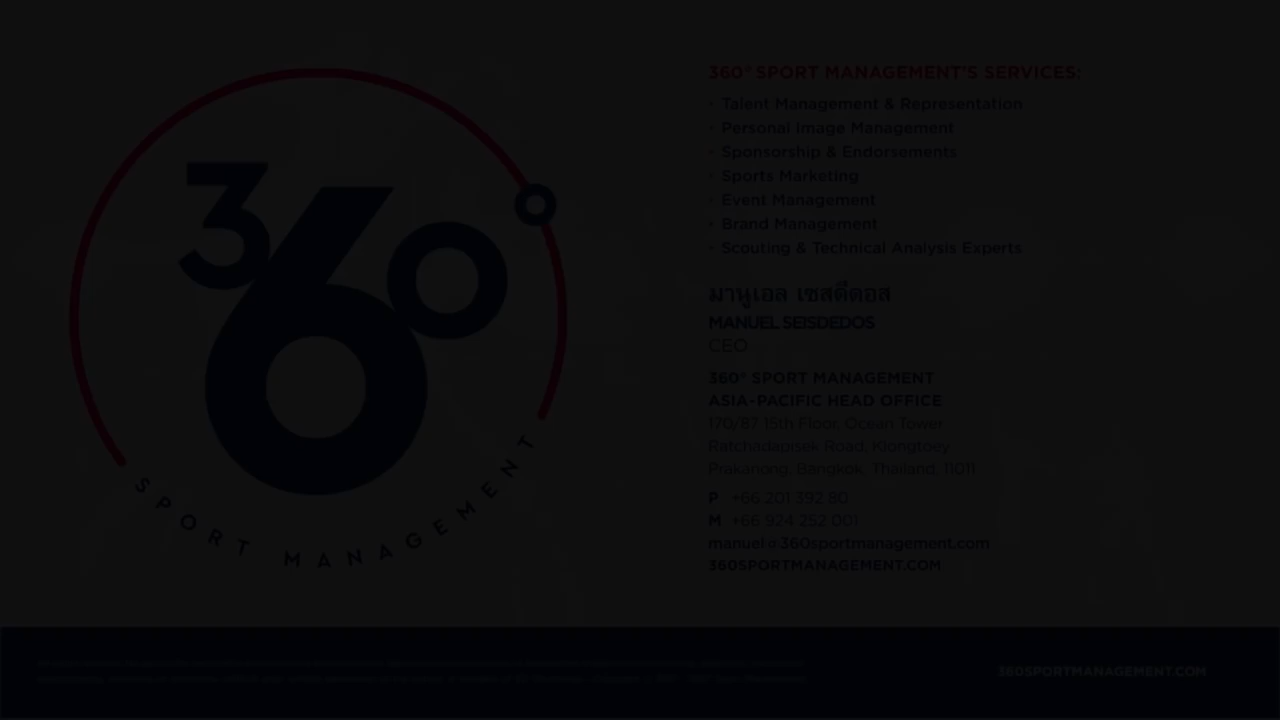 360°
SPORT MANAGEMENT
360° SPORT MANAGEMENT'S SERVICES:
· Talent Management & Representation
· Personal Image Management
· Sponsorship & Endorsements
· Sports Marketing
· Event Management
· Brand Management
· Scouting & Technical Analysis Experts
มานูเอล เซสดีดอส
MANUEL SEISDEDOS
CEO
360° SPORT MANAGEMENT
ASIA-PACIFIC HEAD OFFICE
170/87 15th Floor, Ocean Tower
Ratchadapisek Road, Klongtoey
Prakanong, Bangkok, Thailand, 11011
P +66 201 392 80
M +66 924 252 001
manuel@360sportmanagement.com
360SPORTMANAGEMENT.COM
360SPORTMANAGEMENT.COM